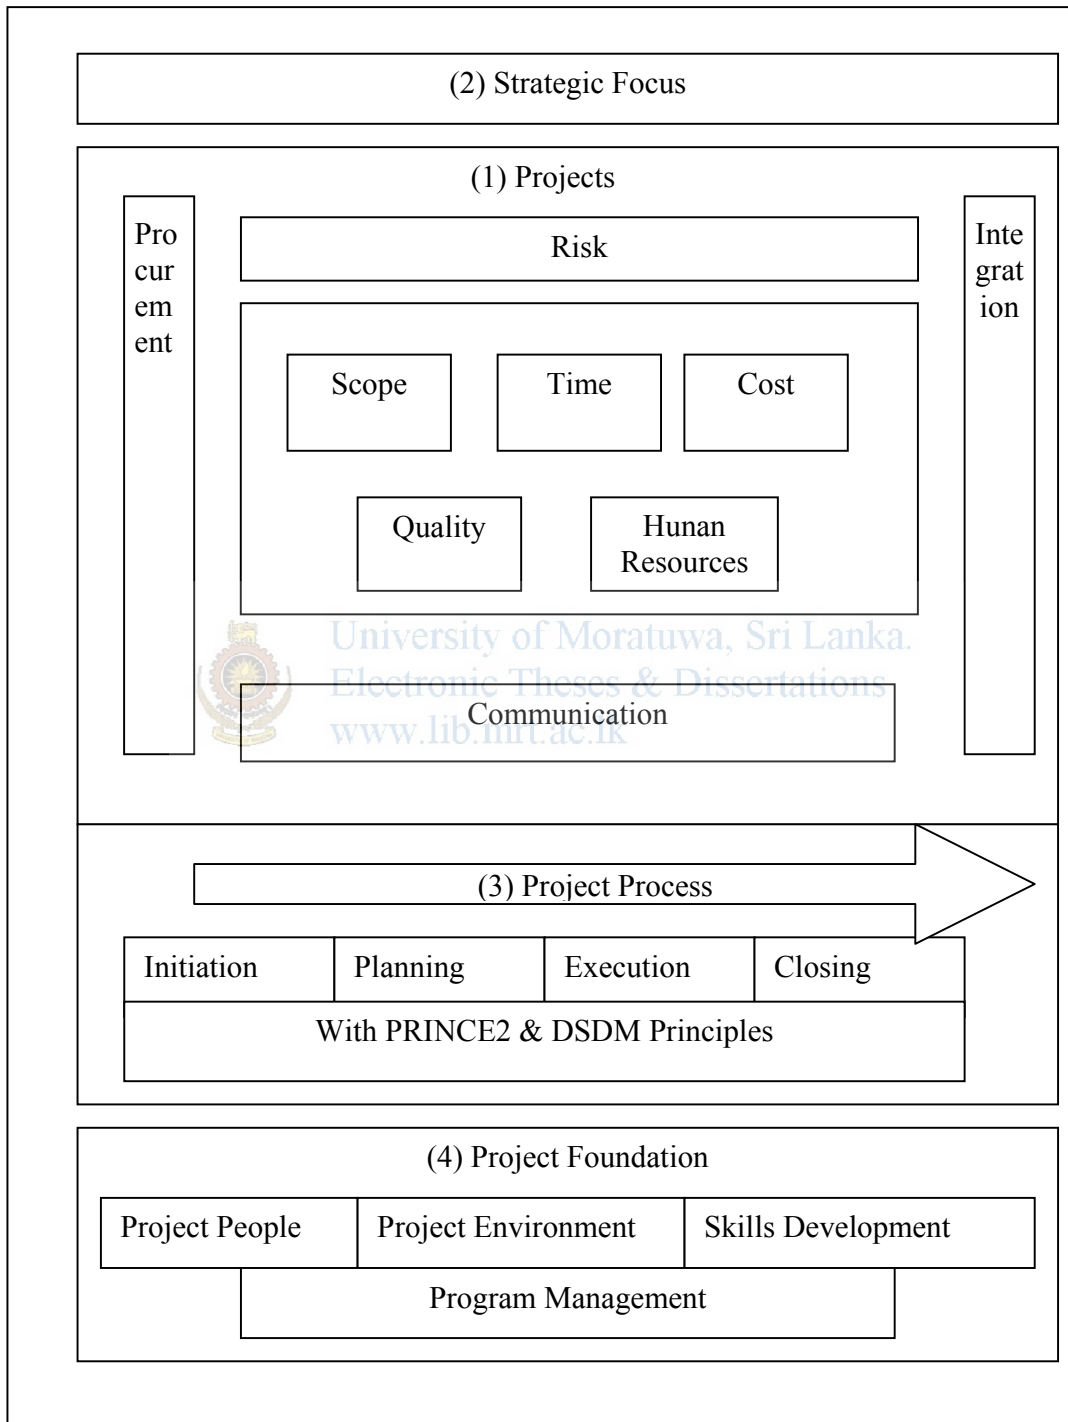 (2) Strategic Focus
(1) Projects
Pro
cur
em
ent
Risk
Inte
grat
ion
Scope
Time
Cost
Quality
Hunan
Resources
University of Moratuwa, Sri Lanka.
Electronic Theses & Dissertations
Communication
www.lib.mrt.ac.lk
(3) Project Process
Initiation
Planning
Execution
Closing
With PRINCE2 & DSDM Principles
(4) Project Foundation
Project People
Project Environment
Skills Development
Program Management